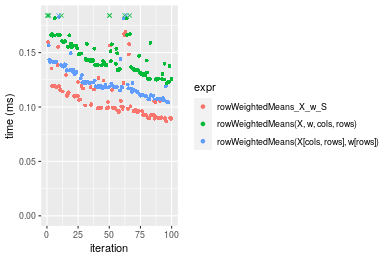 0.15
0.10
0.05
0.00
time (ms)
0
25
50
75
100
iteration
expr
rowWeightedMeans_X_w_S
rowWeightedMeans(X, w, cols, rows)
rowWeightedMeans(X[cols, rows], w[rows])